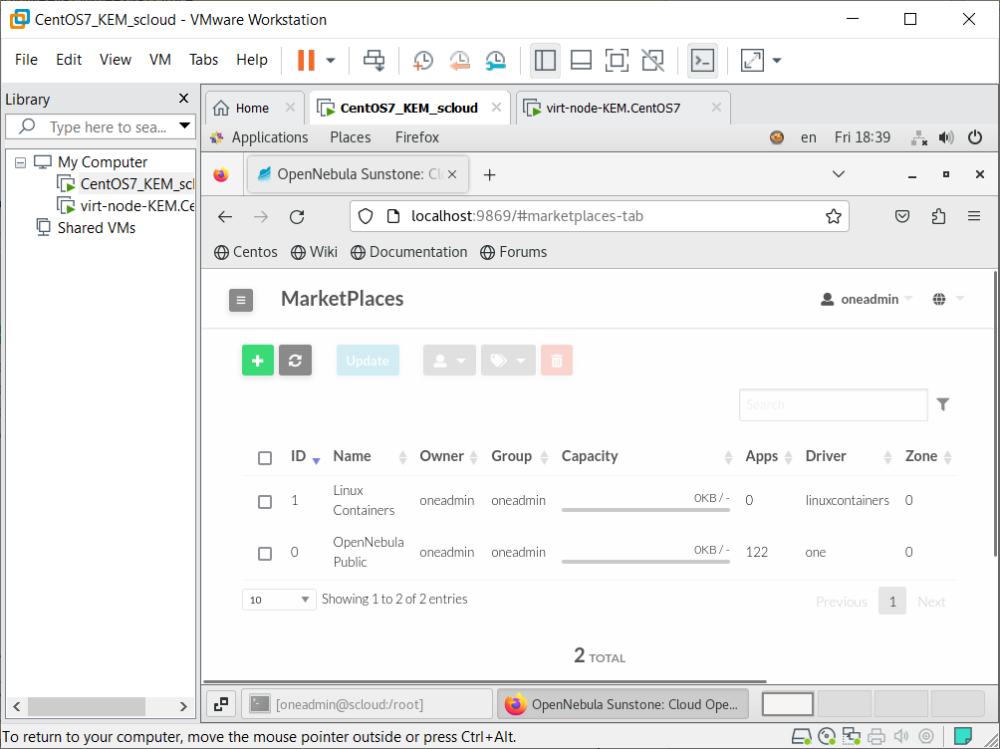 CentOS7_KEM_scloud - VMware Workstation
File Edit View VM Tabs Help
Library
Type here to sea...
My Computer
CentOS7_KEM_scl
virt-node-KEM.Ce
Shared VMs
Home CentOS7_KEM_scloud virt-node-KEM.CentOS7
Applications Places Firefox en Fri 18:39
OpenNebula Sunstone: Clo
localhost:9869/#marketplaces-tab
Centos Wiki Documentation Forums
MarketPlaces oneadmin
Update
Search
ID Name Owner Group Capacity Apps Driver Zone
1 Linux Containers oneadmin oneadmin 0KB / - 0 linuxcontainers 0
0 OpenNebula Public oneadmin oneadmin 0KB / - 122 one 0
10 Showing 1 to 2 of 2 entries Previous 1 Next
2 TOTAL
[oneadmin@scloud:/root] OpenNebula Sunstone: Cloud Ope...
To return to your computer, move the mouse pointer outside or press Ctrl+Alt.